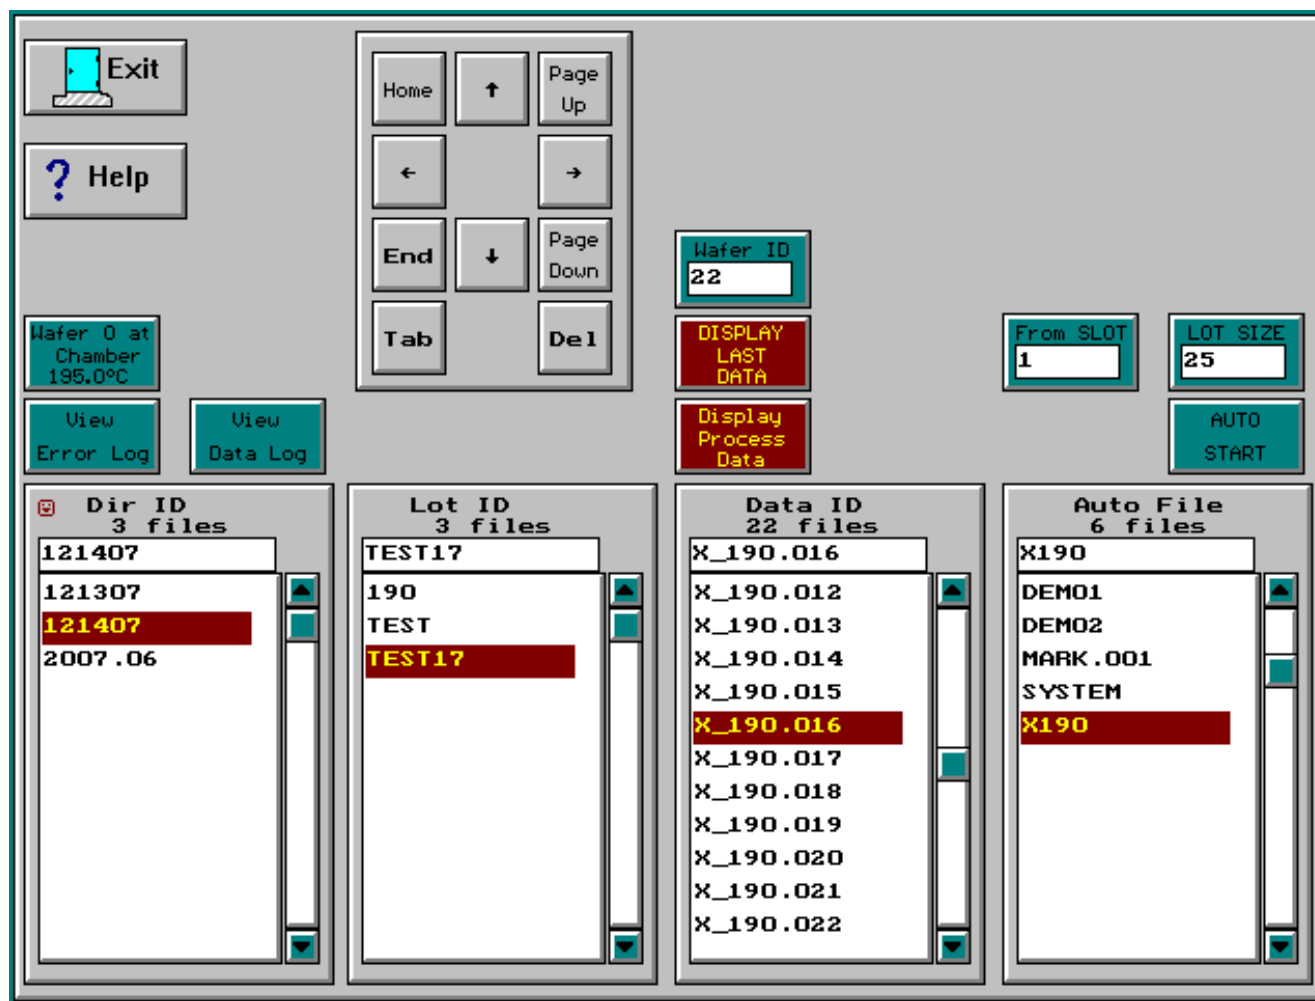 Exit
Help
Home
↑
Page
Up
←
→
End
↓
Page
Down
Tab
Del
Wafer ID
22
Wafer 0 at
Chamber
195.0°C
DISPLAY
LAST
DATA
From SLOT
1
LOT SIZE
25
View
Error Log
View
Data Log
Display
Process
Data
AUTO
START
Dir ID
3 files
121407
121307
121407
2007.06
Lot ID
3 files
TEST17
190
TEST
TEST17
Data ID
22 files
X_190.016
X_190.012
X_190.013
X_190.014
X_190.015
X_190.016
X_190.017
X_190.018
X_190.019
X_190.020
X_190.021
X_190.022
Auto File
6 files
X190
DEMO1
DEMO2
MARK.001
SYSTEM
X190